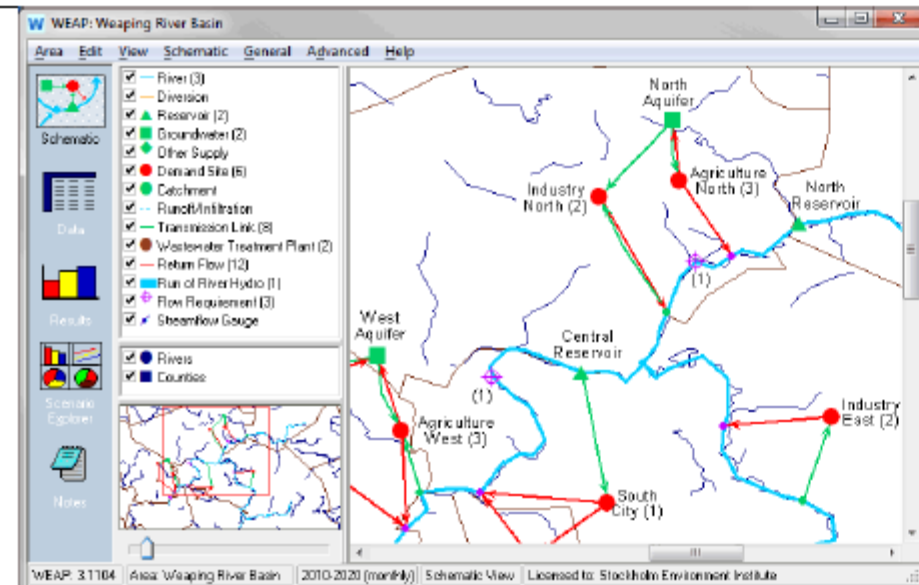 WEAP: Weaping River Basin
Area Edit View Schematic General Advanced Help
Schematic
Data
Results
Scenario
Explorer
Notes
River (3)
Diversion
Reservoir (2)
Groundwater (2)
Other Supply
Demand Site (6)
Catchment
Runoff/Infiltration
Transmission Link (8)
Wastewater Treatment Plant (2)
Return Flow (12)
Run of River Hydro (1)
Flow Requirement (3)
Streamflow Gauge
Rivers
Counties
North
Aquifer
Industry
North (2)
Agriculture
North (3)
North
Reservoir
(1)
West
Aquifer
Central
Reservoir
(1)
Agriculture
West (3)
Industry
East (2)
South
City (1)
WEAP: 3.1104 Area: Weaping River Basin 2010-2020 (monthly) Schematic View Licensed to: Stockholm Environment Institute